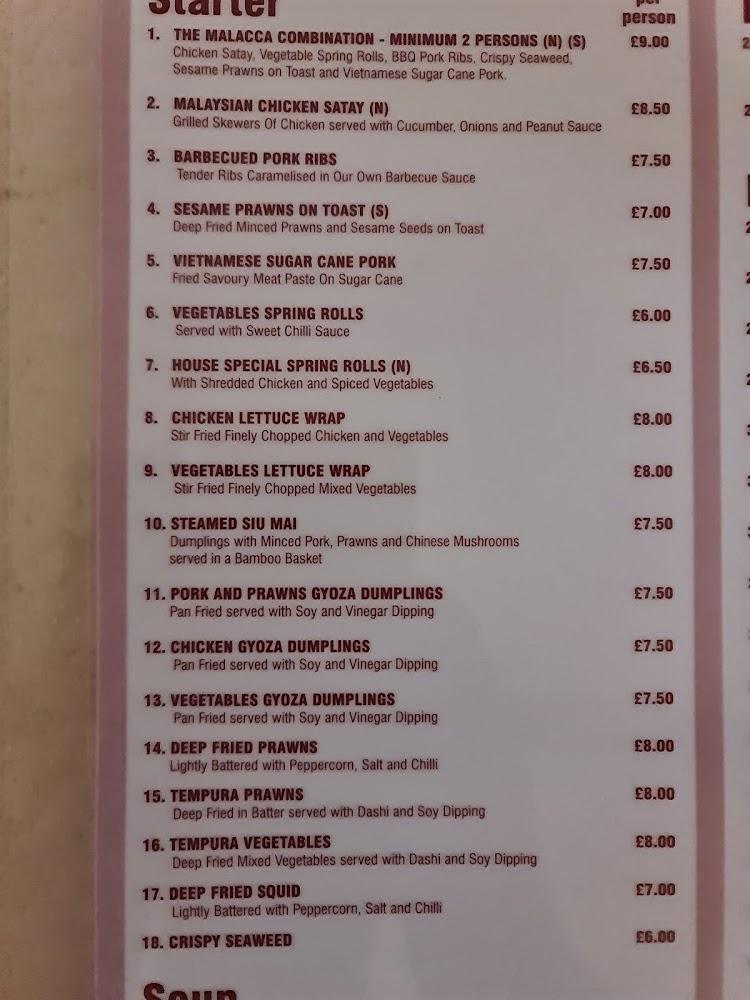 Starter
per
person
1. THE MALACCA COMBINATION - MINIMUM 2 PERSONS (N) (S) £9.00
Chicken Satay, Vegetable Spring Rolls, BBQ Pork Ribs, Crispy Seaweed,
Sesame Prawns on Toast and Vietnamese Sugar Cane Pork.
2. MALAYSIAN CHICKEN SATAY (N) £8.50
Grilled Skewers Of Chicken served with Cucumber, Onions and Peanut Sauce
3. BARBECUED PORK RIBS £7.50
Tender Ribs Caramelised in Our Own Barbecue Sauce
4. SESAME PRAWNS ON TOAST (S) £7.00
Deep Fried Minced Prawns and Sesame Seeds on Toast
5. VIETNAMESE SUGAR CANE PORK £7.50
Fried Savoury Meat Paste On Sugar Cane
6. VEGETABLES SPRING ROLLS £6.00
Served with Sweet Chilli Sauce
7. HOUSE SPECIAL SPRING ROLLS (N) £6.50
With Shredded Chicken and Spiced Vegetables
8. CHICKEN LETTUCE WRAP £8.00
Stir Fried Finely Chopped Chicken and Vegetables
9. VEGETABLES LETTUCE WRAP £8.00
Stir Fried Finely Chopped Mixed Vegetables
10. STEAMED SIU MAI £7.50
Dumplings with Minced Pork, Prawns and Chinese Mushrooms
served in a Bamboo Basket
11. PORK AND PRAWNS GYOZA DUMPLINGS £7.50
Pan Fried served with Soy and Vinegar Dipping
12. CHICKEN GYOZA DUMPLINGS £7.50
Pan Fried served with Soy and Vinegar Dipping
13. VEGETABLES GYOZA DUMPLINGS £7.50
Pan Fried served with Soy and Vinegar Dipping
14. DEEP FRIED PRAWNS £8.00
Lightly Battered with Peppercorn, Salt and Chilli
15. TEMPURA PRAWNS £8.00
Deep Fried in Batter served with Dashi and Soy Dipping
16. TEMPURA VEGETABLES £8.00
Deep Fried Mixed Vegetables served with Dashi and Soy Dipping
17. DEEP FRIED SQUID £7.00
Lightly Battered with Peppercorn, Salt and Chilli
18. CRISPY SEAWEED £6.00
Soup